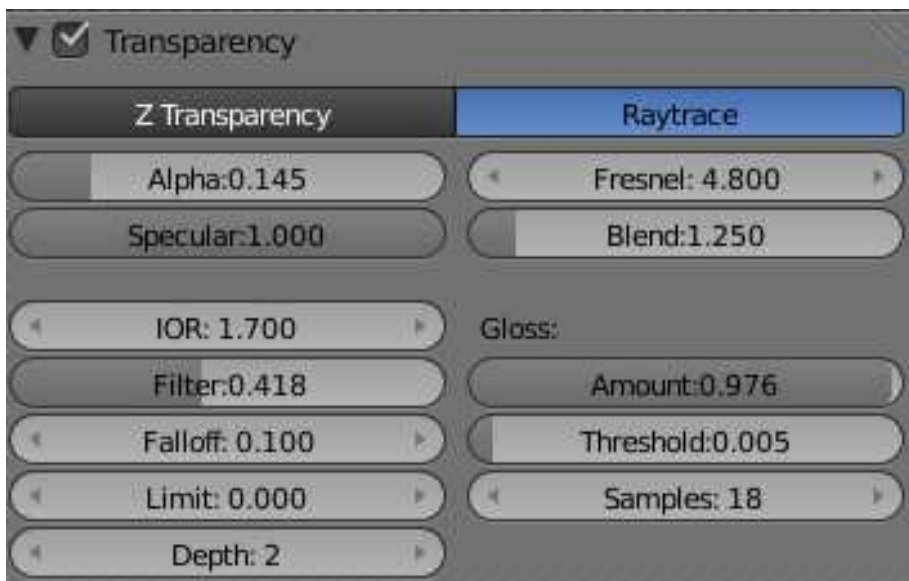 Transparency
Z Transparency Raytrace
Alpha:0.145 Fresnel: 4.800
Specular:1.000 Blend:1.250
IOR: 1.700 Gloss:
Filter:0.418 Amount:0.976
Falloff: 0.100 Threshold:0.005
Limit: 0.000 Samples: 18
Depth: 2